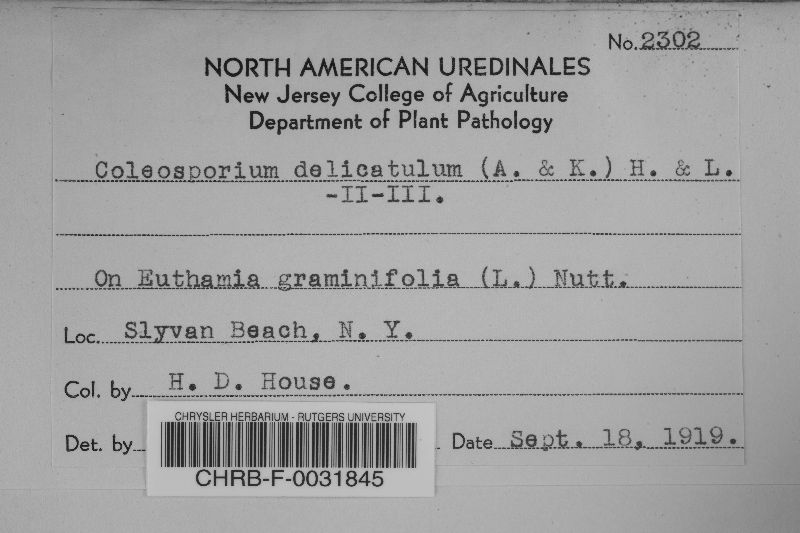 No. 2302
NORTH AMERICAN UREDINALES
New Jersey College of Agriculture
Department of Plant Pathology
Coleosporium delicatulum (A. & K.) H. & L.
-II-III.
On Euthamia graminifolia (L.) Nutt.
Loc. Slyvan Beach, N. Y.
Col. by H. D. House.
Det. by Date Sept. 18, 1919.
CHRYSLER HERBARIUM - RUTGERS UNIVERSITY
CHRB-F-0031845